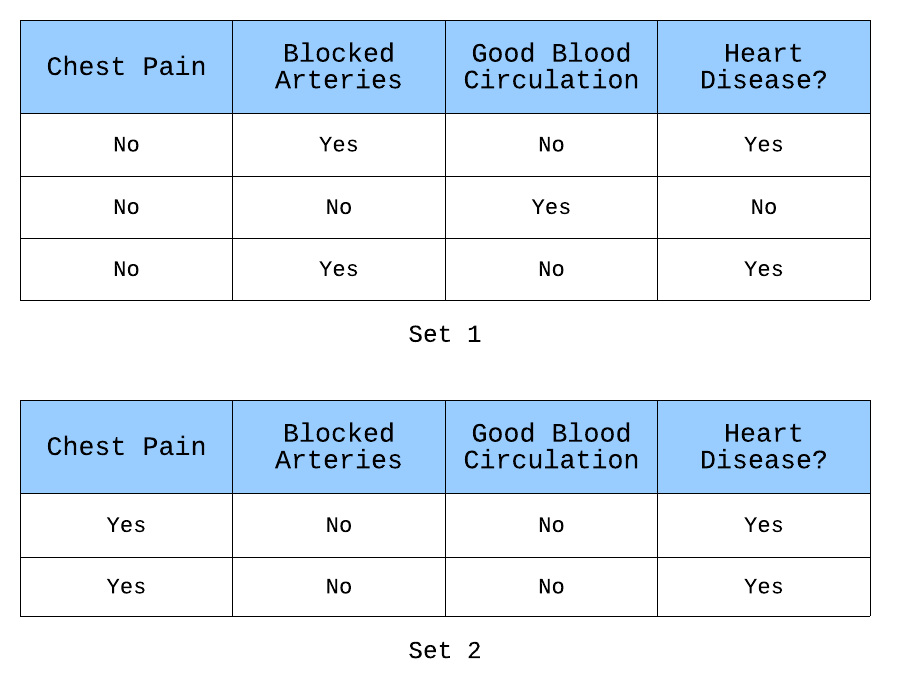 Chest Pain
Blocked
Arteries
Good Blood
Circulation
Heart
Disease?
No
Yes
No
Yes
No
No
Yes
No
No
Yes
No
Yes
Set 1
Chest Pain
Blocked
Arteries
Good Blood
Circulation
Heart
Disease?
Yes
No
No
Yes
Yes
No
No
Yes
Set 2